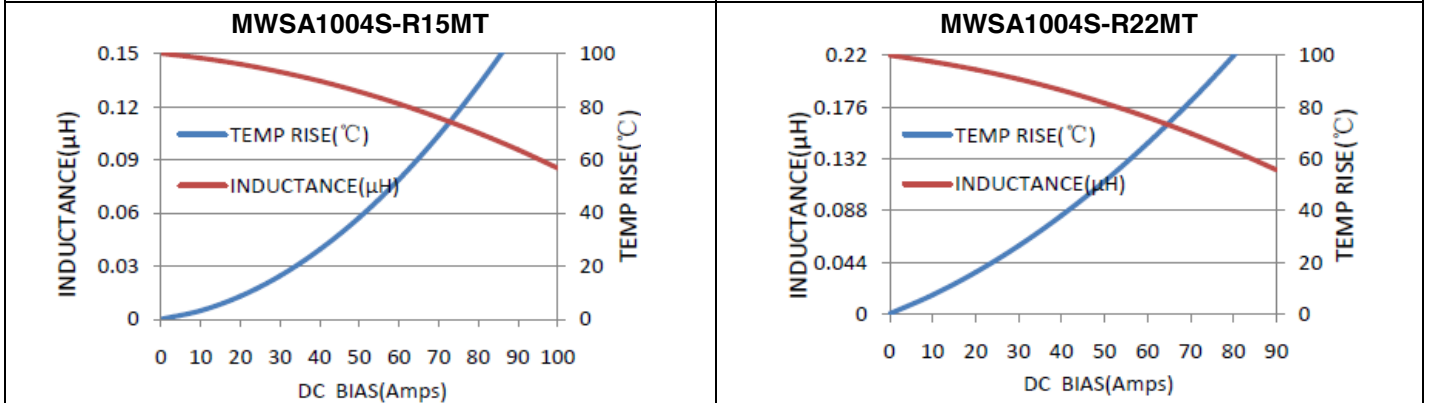 MWSA1004S-R15MT
INDUCTANCE(μH)
0.15
0.12
0.09
0.06
0.03
0
TEMP RISE(℃)
INDUCTANCE(μH)
100
80
60
40
20
0
TEMP RISE(℃)
0 10 20 30 40 50 60 70 80 90 100
DC BIAS(Amps)
MWSA1004S-R22MT
INDUCTANCE(μH)
0.22
0.176
0.132
0.088
0.044
0
TEMP RISE(℃)
INDUCTANCE(μH)
100
80
60
40
20
0
TEMP RISE(℃)
0 10 20 30 40 50 60 70 80 90
DC BIAS(Amps)